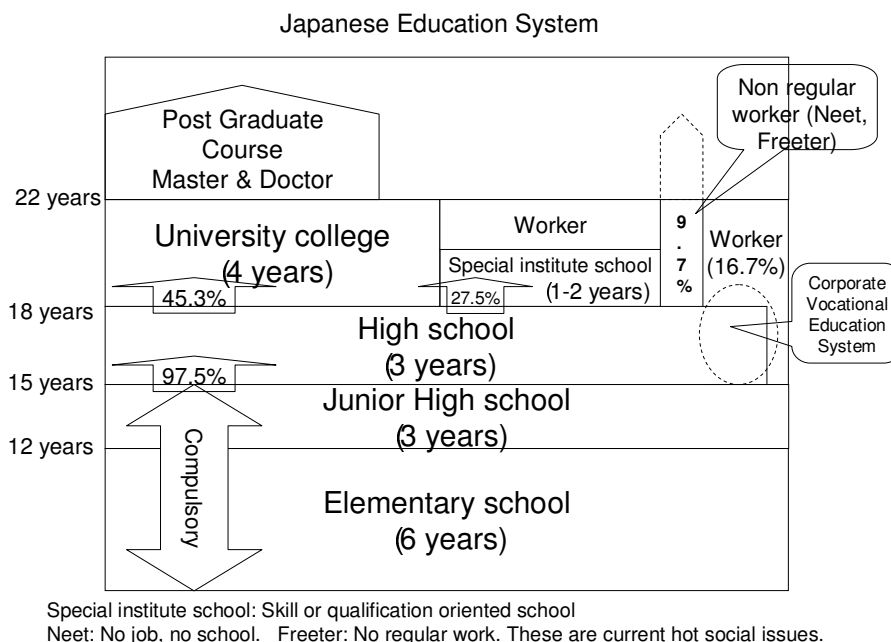 Japanese Education System
Non regular
worker (Neet,
Freeter)
Post Graduate
Course
Master & Doctor
22 years
University college
(4 years)
Worker
Special institute school
(1-2 years)
9.7%
Worker
(16.7%)
45.3%
27.5%
Corporate
Vocational
Education
System
18 years
High school
(3 years)
97.5%
15 years
Junior High school
(3 years)
12 years
Compulsory
Elementary school
(6 years)
Special institute school: Skill or qualification oriented school
Neet: No job, no school. Freeter: No regular work. These are current hot social issues.